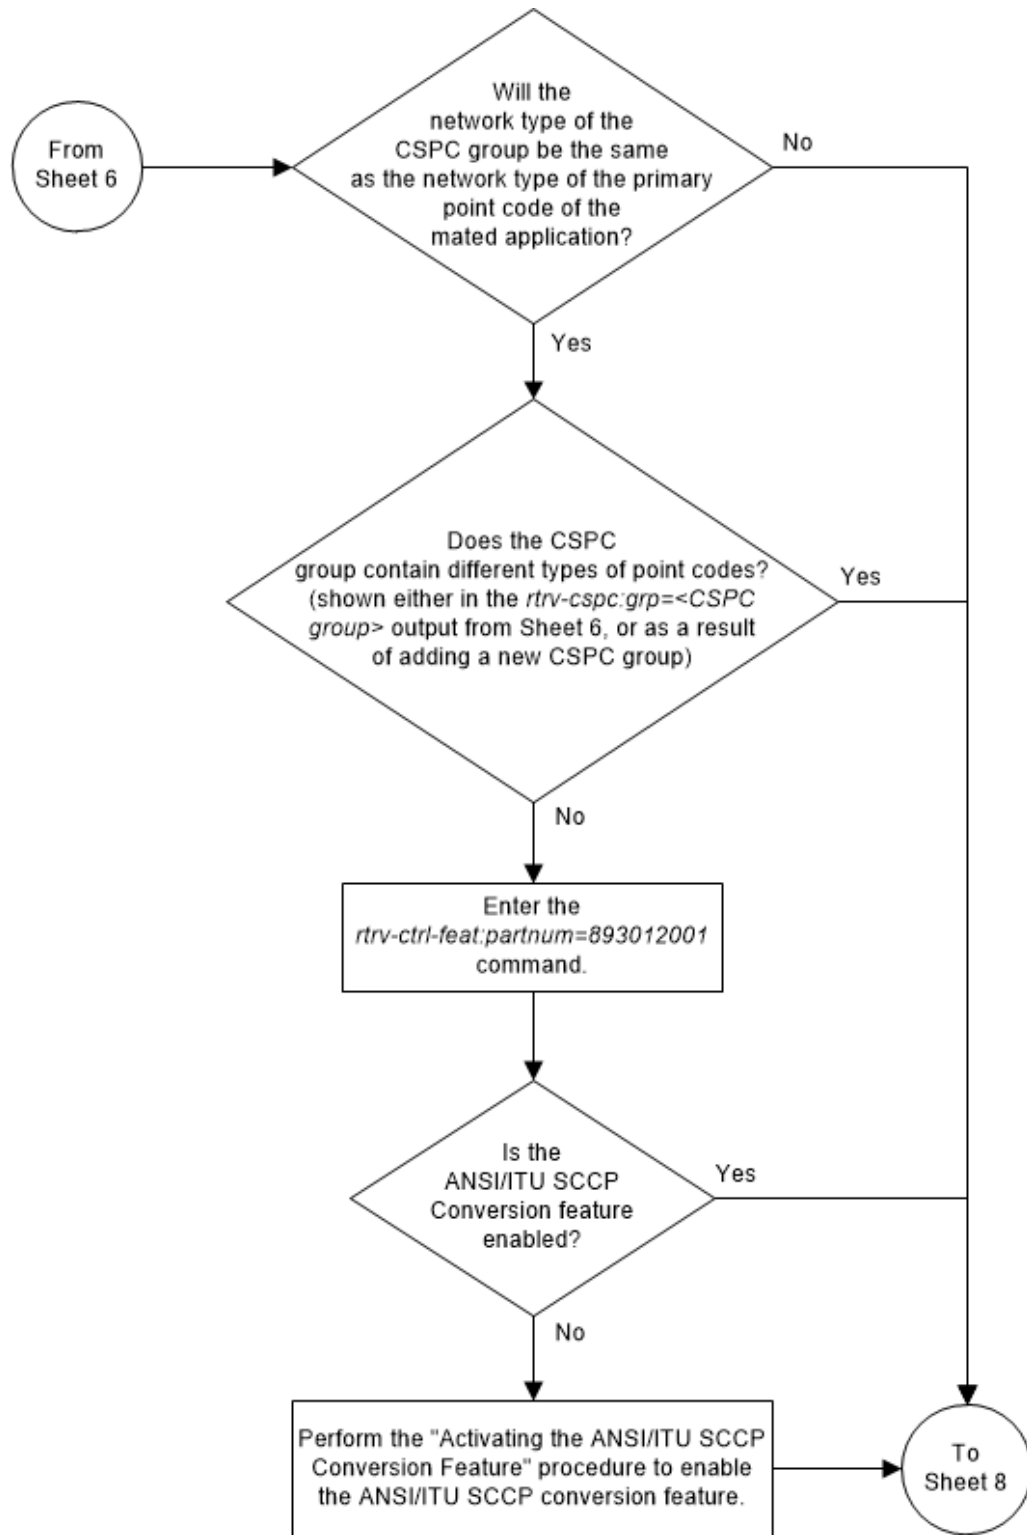 From
Sheet 6
Will the
network type of the
CSPC group be the same
as the network type of the primary
point code of the
mated application?
No
Yes
Does the CSPC
group contain different types of point codes?
(shown either in the rtrv-cspc:grp=<CSPC
group> output from Sheet 6, or as a result
of adding a new CSPC group)
Yes
No
Enter the
rtrv-ctrl-feat:partnum=893012001
command.
Is the
ANSI/ITU SCCP
Conversion feature
enabled?
Yes
No
Perform the "Activating the ANSI/ITU SCCP
Conversion Feature" procedure to enable
the ANSI/ITU SCCP conversion feature.
To
Sheet 8